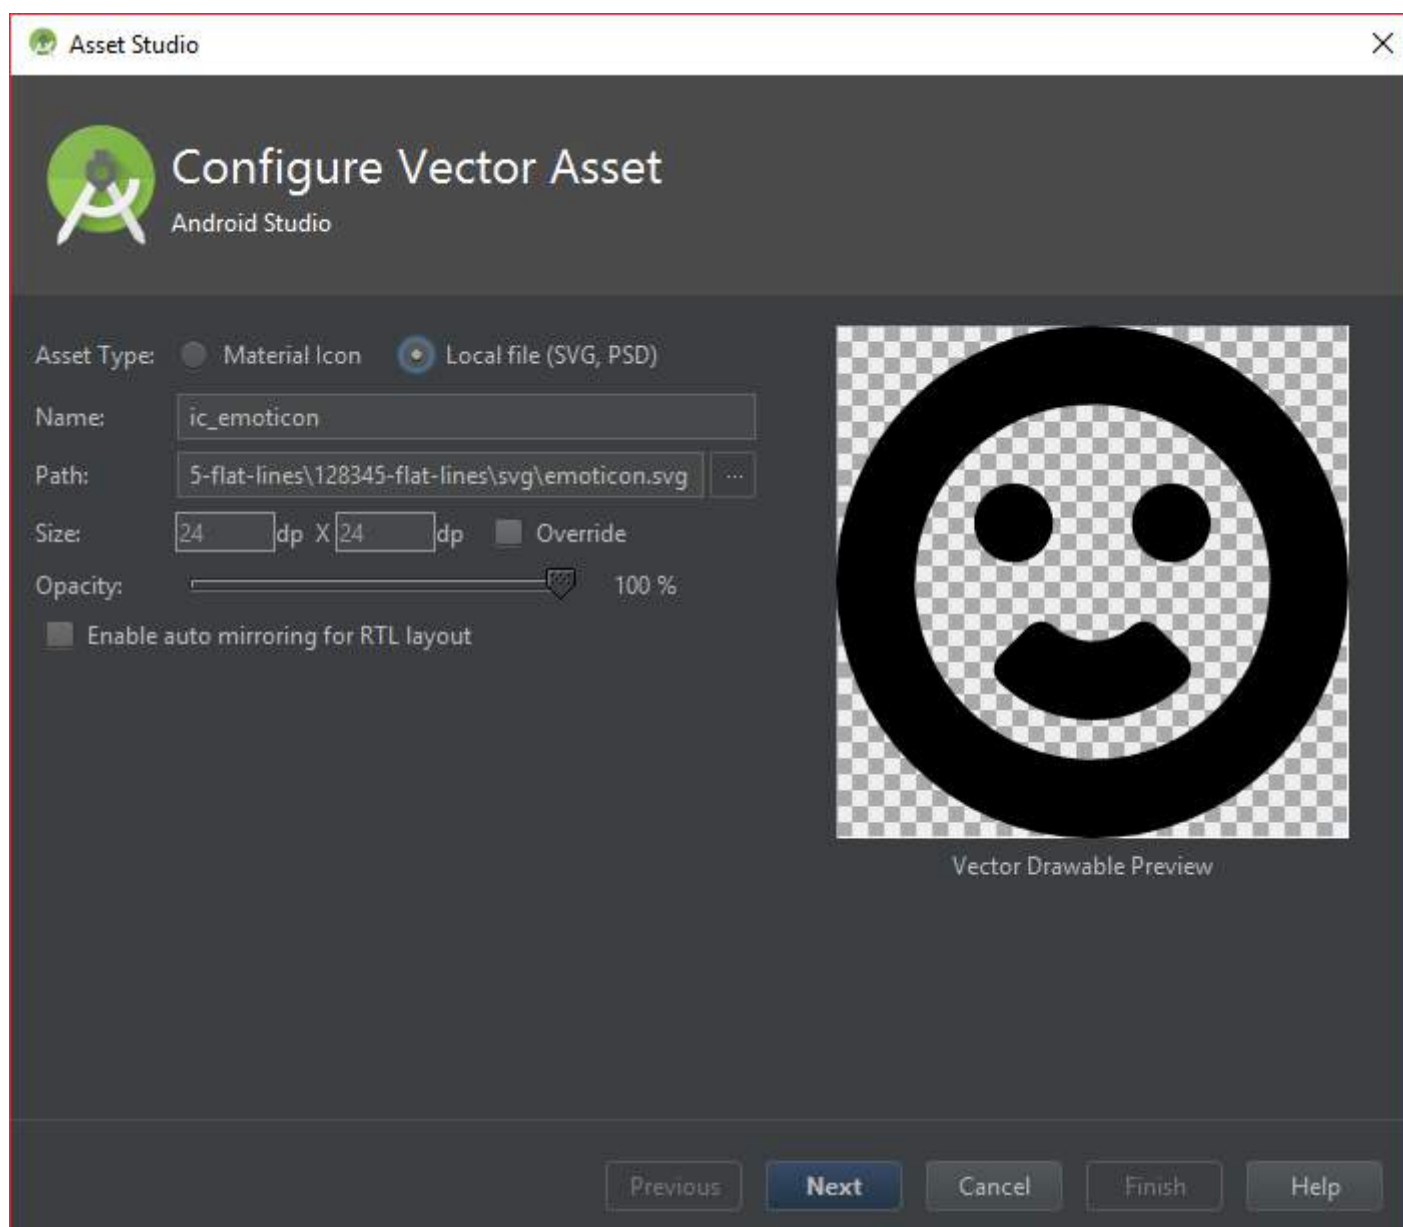 Asset Studio
Configure Vector Asset
Android Studio
Asset Type: Material Icon Local file (SVG, PSD)
Name: ic_emoticon
Path: 5-flat-lines\128345-flat-lines\svg\emoticon.svg ...
Size: 24 dp X 24 dp Override
Opacity: 100 %
Enable auto mirroring for RTL layout
Vector Drawable Preview
Previous Next Cancel Finish Help